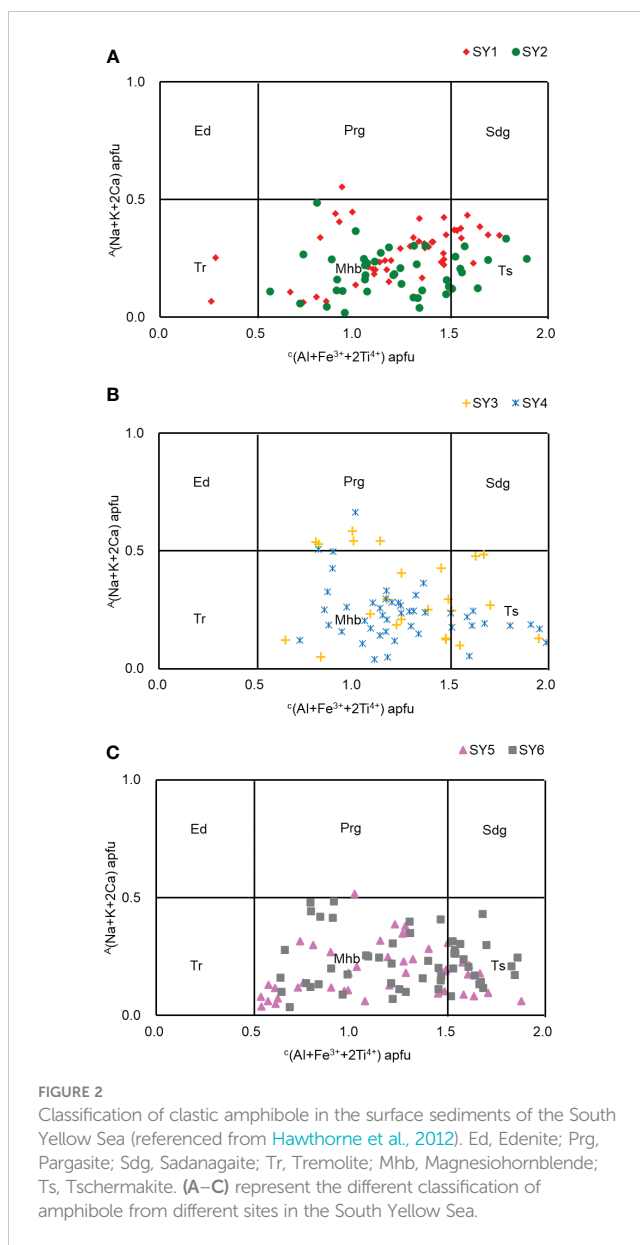 A
SY1 SY2
1.0
Ed Prg Sdg
ᴬ(Na+K+2Ca) apfu
0.5
Tr Mhb Ts
0.0
0.0 0.5 1.0 1.5 2.0
ᶜ(Al+Fe³⁺+2Ti⁴⁺) apfu
B
SY3 SY4
1.0
Ed Prg Sdg
ᴬ(Na+K+2Ca) apfu
0.5
Tr Mhb Ts
0.0
0.0 0.5 1.0 1.5 2.0
ᶜ(Al+Fe³⁺+2Ti⁴⁺) apfu
C
SY5 SY6
1.0
Ed Prg Sdg
ᴬ(Na+K+2Ca) apfu
0.5
Tr Mhb Ts
0.0
0.0 0.5 1.0 1.5 2.0
ᶜ(Al+Fe³⁺+2Ti⁴⁺) apfu
FIGURE 2
Classification of clastic amphibole in the surface sediments of the South
Yellow Sea (referenced from Hawthorne et al., 2012). Ed, Edenite; Prg,
Pargasite; Sdg, Sadanagaite; Tr, Tremolite; Mhb, Magnesiohornblende;
Ts, Tschermakite. (A–C) represent the different classification of
amphibole from different sites in the South Yellow Sea.